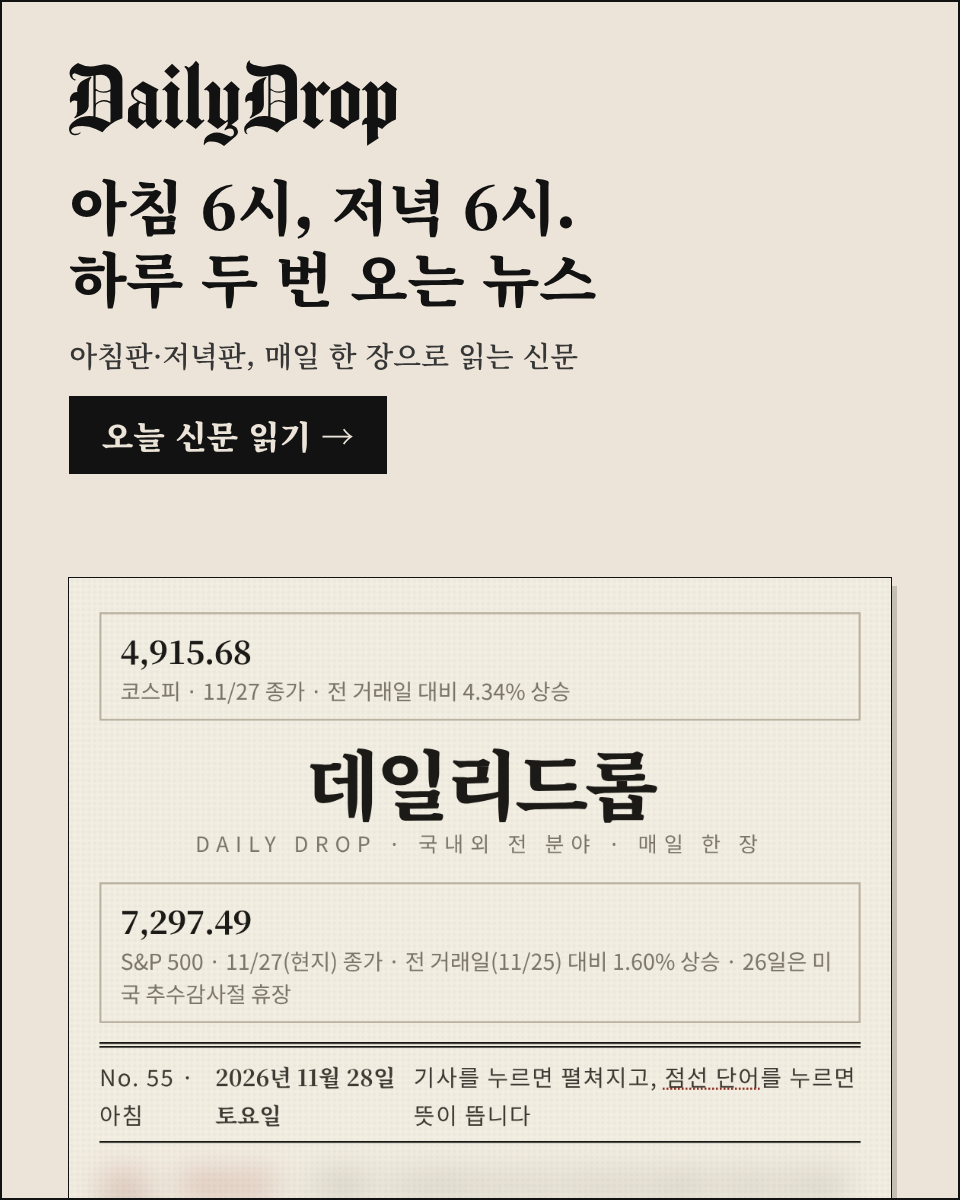 DailyDrop
아침 6시, 저녁 6시.
하루 두 번 오는 뉴스
아침판·저녁판, 매일 한 장으로 읽는 신문
오늘 신문 읽기 →
4,915.68
코스피 · 11/27 종가 · 전 거래일 대비 4.34% 상승
데일리드롭
DAILY DROP · 국내외 전 분야 · 매일 한 장
7,297.49
S&P 500 · 11/27(현지) 종가 · 전 거래일(11/25) 대비 1.60% 상승 · 26일은 미
국 추수감사절 휴장
No. 55 ·
아침
2026년 11월 28일
토요일
기사를 누르면 펼쳐지고, 점선 단어를 누르면
뜻이 뜹니다